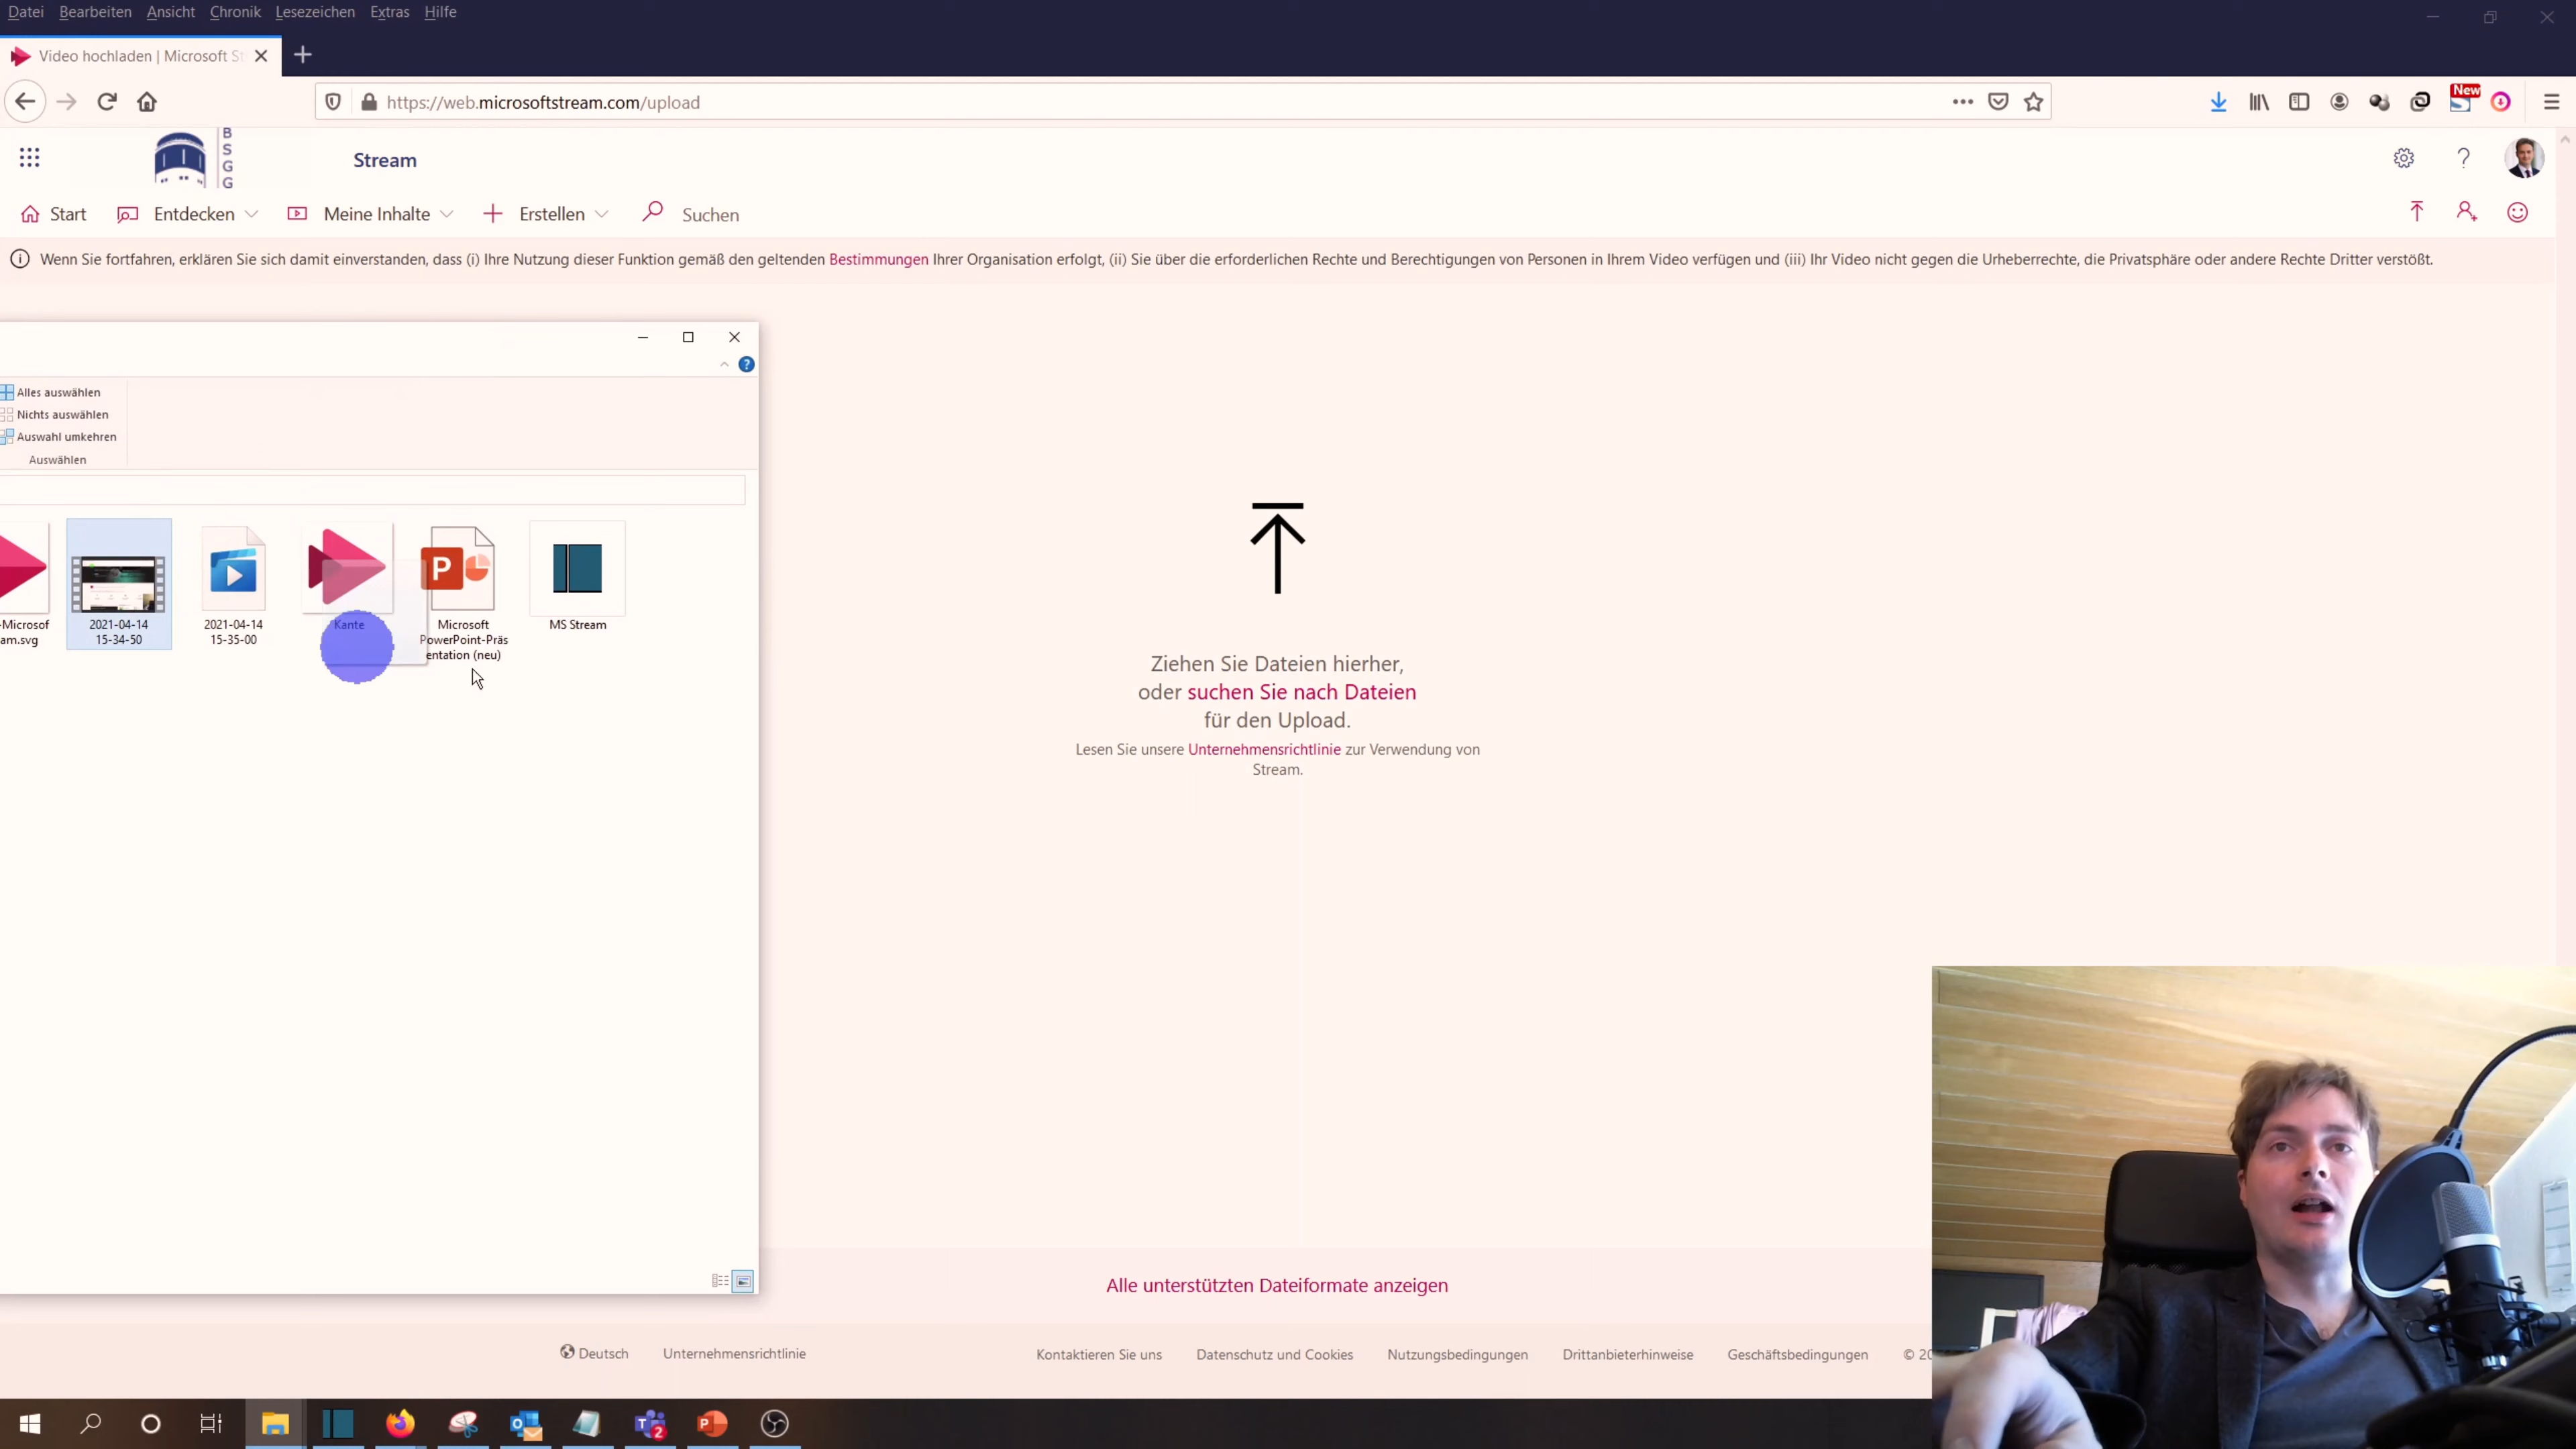 Datei Bearbeiten Ansicht Chronik Lesezeichen Extras Hilfe
Video hochladen | Microsoft St
https://web.microsoftstream.com/upload
New
B
S
G
G
Stream
Start Entdecken Meine Inhalte Erstellen Suchen
Wenn Sie fortfahren, erklären Sie sich damit einverstanden, dass (i) Ihre Nutzung dieser Funktion gemäß den geltenden Bestimmungen Ihrer Organisation erfolgt, (ii) Sie über die erforderlichen Rechte und Berechtigungen von Personen in Ihrem Video verfügen und (iii) Ihr Video nicht gegen die Urheberrechte, die Privatsphäre oder andere Rechte Dritter verstößt.
Alles auswählen
Nichts auswählen
Auswahl umkehren
Auswählen
-Microsof
am.svg
2021-04-14
15-34-50
2021-04-14
15-35-00
Kante
Microsoft
PowerPoint-Präs
entation (neu)
MS Stream
Ziehen Sie Dateien hierher,
oder suchen Sie nach Dateien
für den Upload.
Lesen Sie unsere Unternehmensrichtlinie zur Verwendung von
Stream.
Alle unterstützten Dateiformate anzeigen
Deutsch Unternehmensrichtlinie Kontaktieren Sie uns Datenschutz und Cookies Nutzungsbedingungen Drittanbieterhinweise Geschäftsbedingungen © 20
2